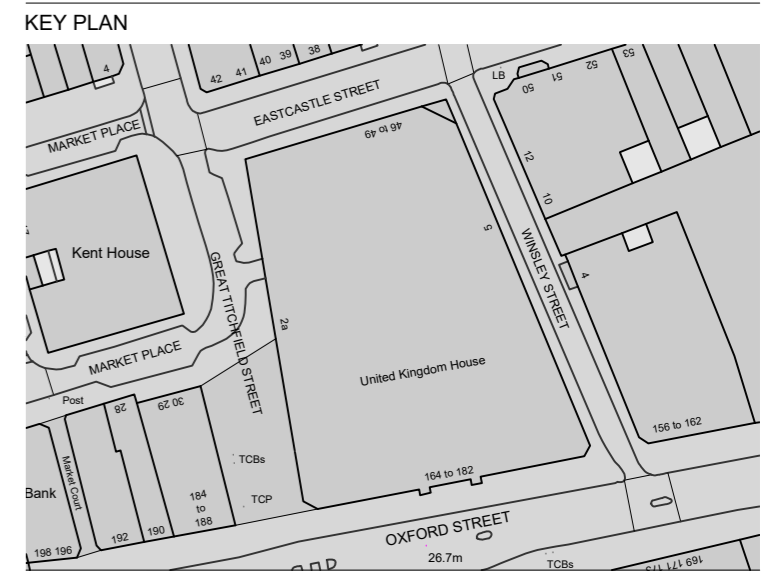 KEY PLAN
4
42
41
40
39
38
LB
50
51
52
53
EASTCASTLE STREET
MARKET PLACE
46 to 49
12
10
Kent House
GREAT TITCHFIELD STREET
5
WINSLEY STREET
4
2a
MARKET PLACE
United Kingdom House
Post
28
30 29
156 to 162
Market Court
TCBs
Bank
164 to 182
184
to
188
TCP
192
190
198 196
OXFORD STREET
26.7m
TCBs
169
171